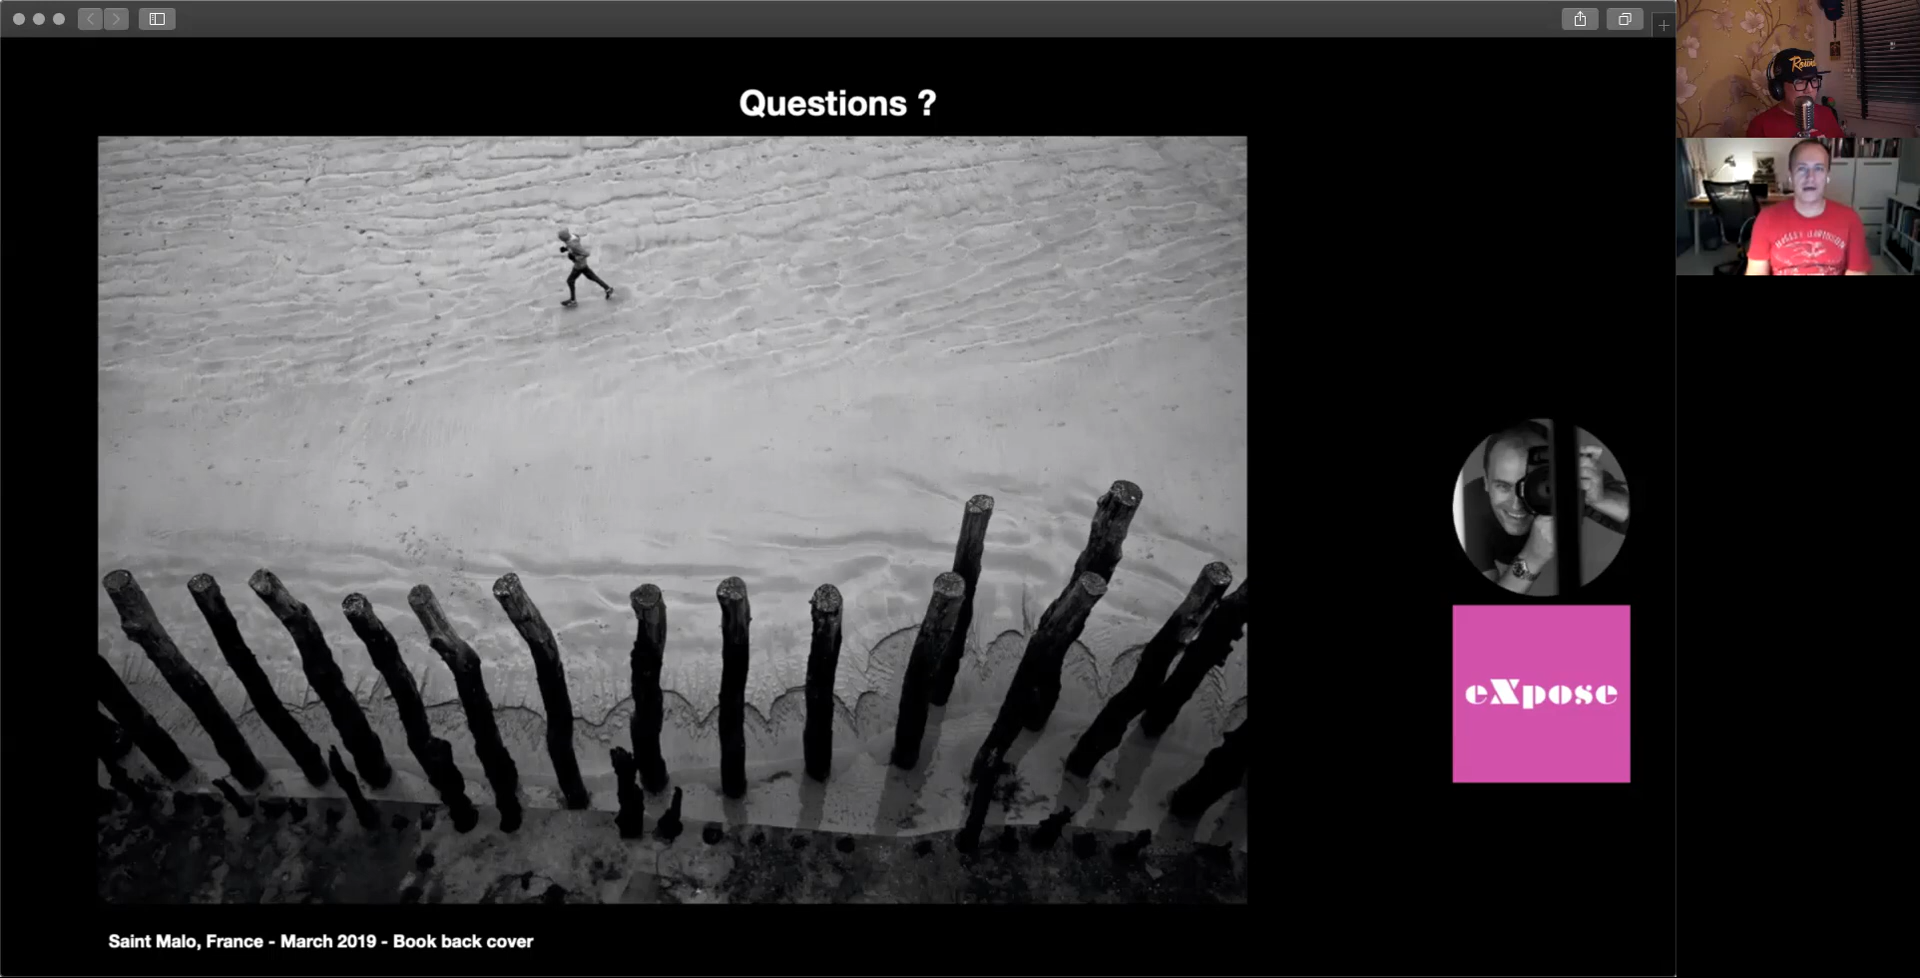 Questions ?
eXpose
Saint Malo, France - March 2019 - Book back cover